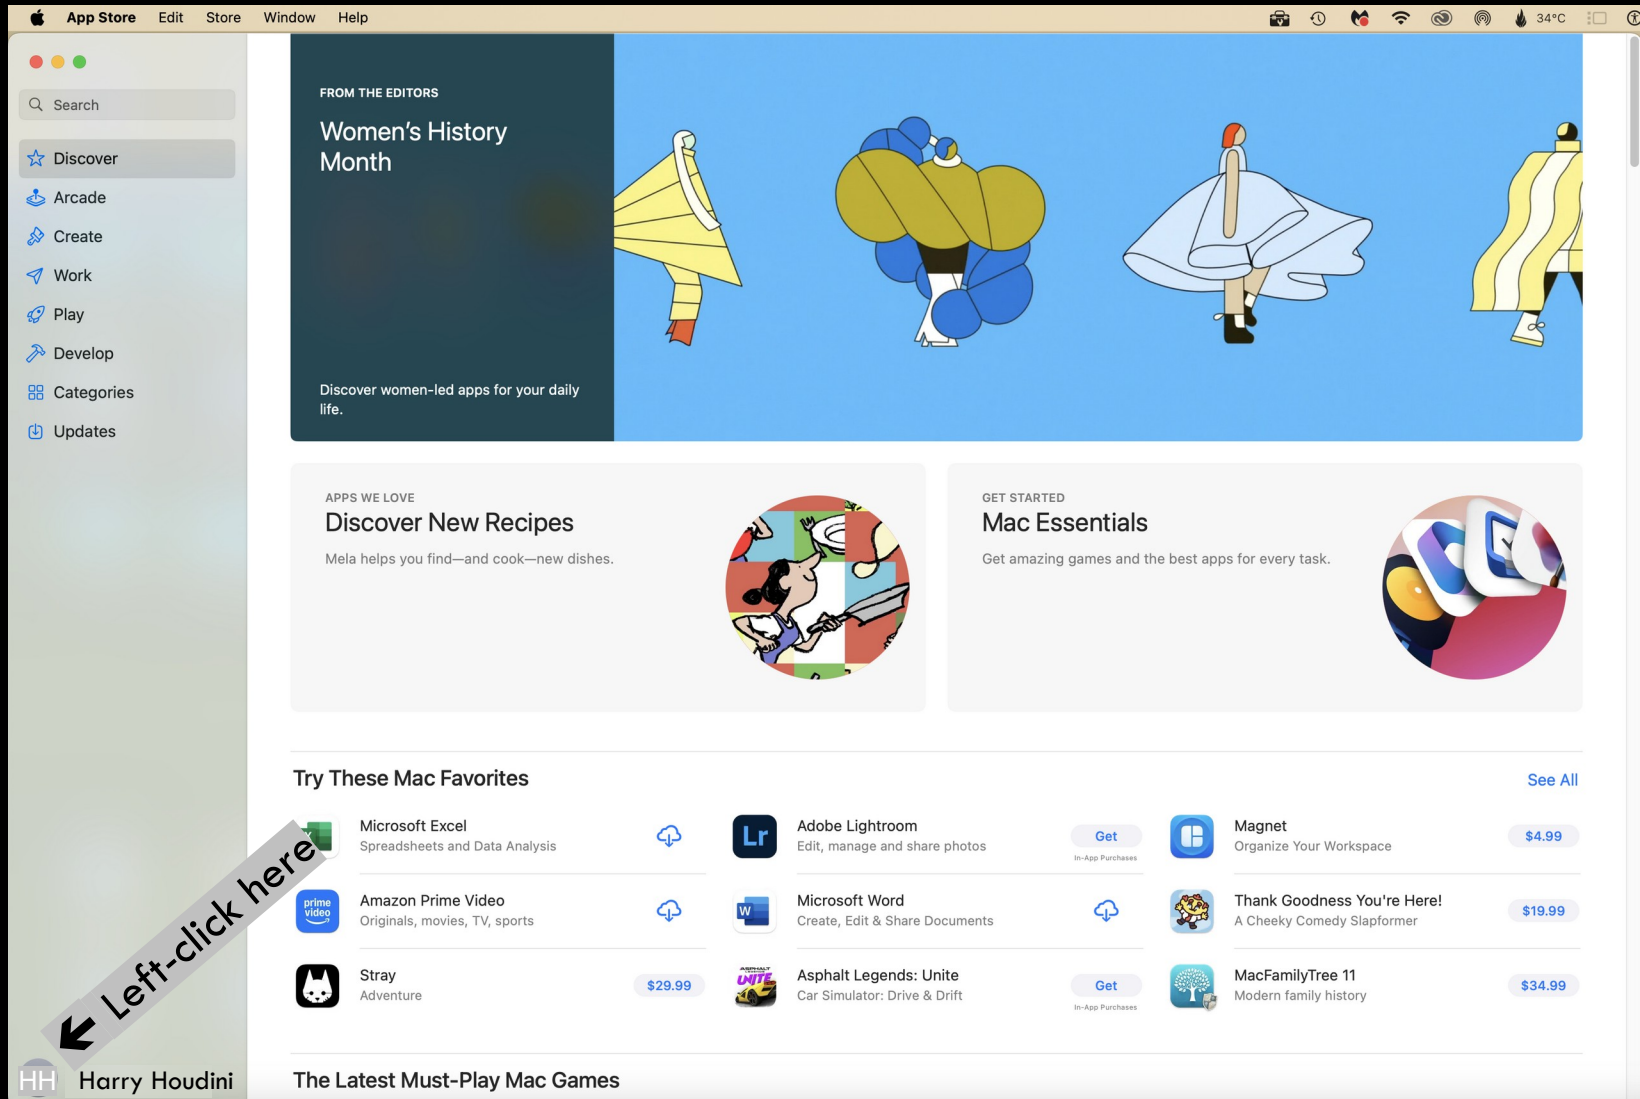 App Store Edit Store Window Help
34°C
Search
Discover
Arcade
Create
Work
Play
Develop
Categories
Updates
Left-click here
HH Harry Houdini
FROM THE EDITORS
Women's History
Month
Discover women-led apps for your daily
life.
APPS WE LOVE
Discover New Recipes
Mela helps you find—and cook—new dishes.
GET STARTED
Mac Essentials
Get amazing games and the best apps for every task.
Try These Mac Favorites
See All
Microsoft Excel
Spreadsheets and Data Analysis
Lr
Adobe Lightroom
Edit, manage and share photos
Get
In-App Purchases
Magnet
Organize Your Workspace
$4.99
prime
video
Amazon Prime Video
Originals, movies, TV, sports
W
Microsoft Word
Create, Edit & Share Documents
Thank Goodness You're Here!
A Cheeky Comedy Slapformer
$19.99
Stray
Adventure
$29.99
ASPHALT
UNITE
Asphalt Legends: Unite
Car Simulator: Drive & Drift
Get
In-App Purchases
MacFamilyTree 11
Modern family history
$34.99
The Latest Must-Play Mac Games